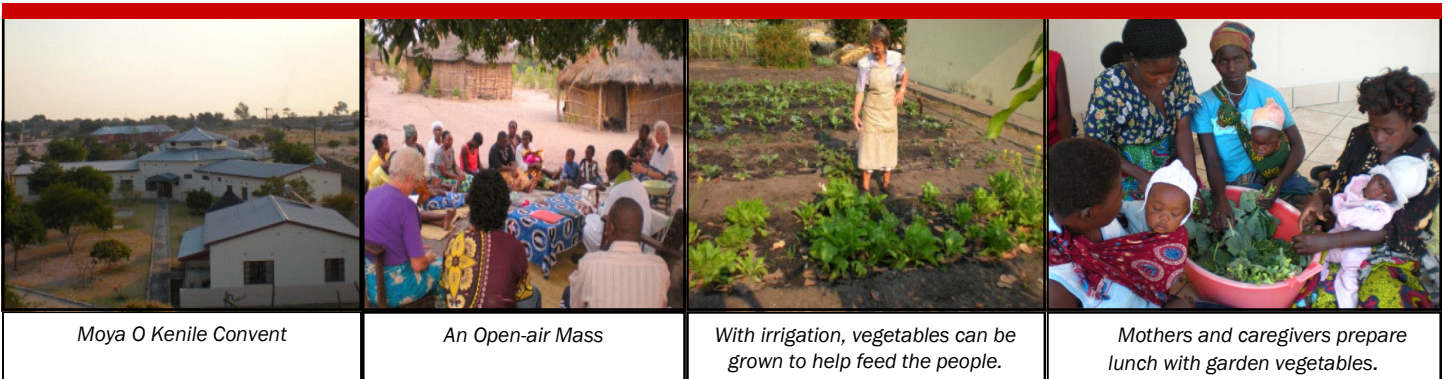 Moya O Kenile Convent
An Open-air Mass
With irrigation, vegetables can be
grown to help feed the people.
Mothers and caregivers prepare
lunch with garden vegetables.